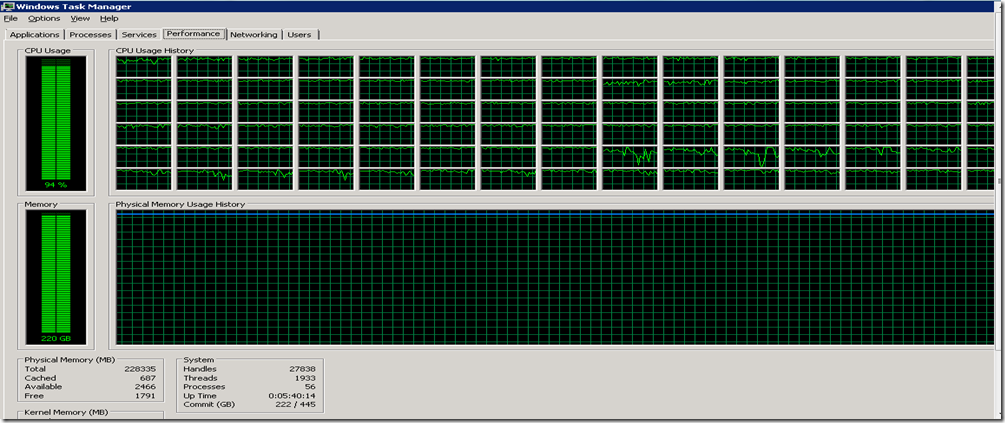 Windows Task Manager
File Options View Help
Applications Processes Services Performance Networking Users
CPU Usage CPU Usage History
94 %
Memory Physical Memory Usage History
220 GB
Physical Memory (MB)
Total 228335
Cached 687
Available 2466
Free 1791
System
Handles 27838
Threads 1933
Processes 56
Up Time 0:05:40:14
Commit (GB) 222 / 445
Kernel Memory (MB)